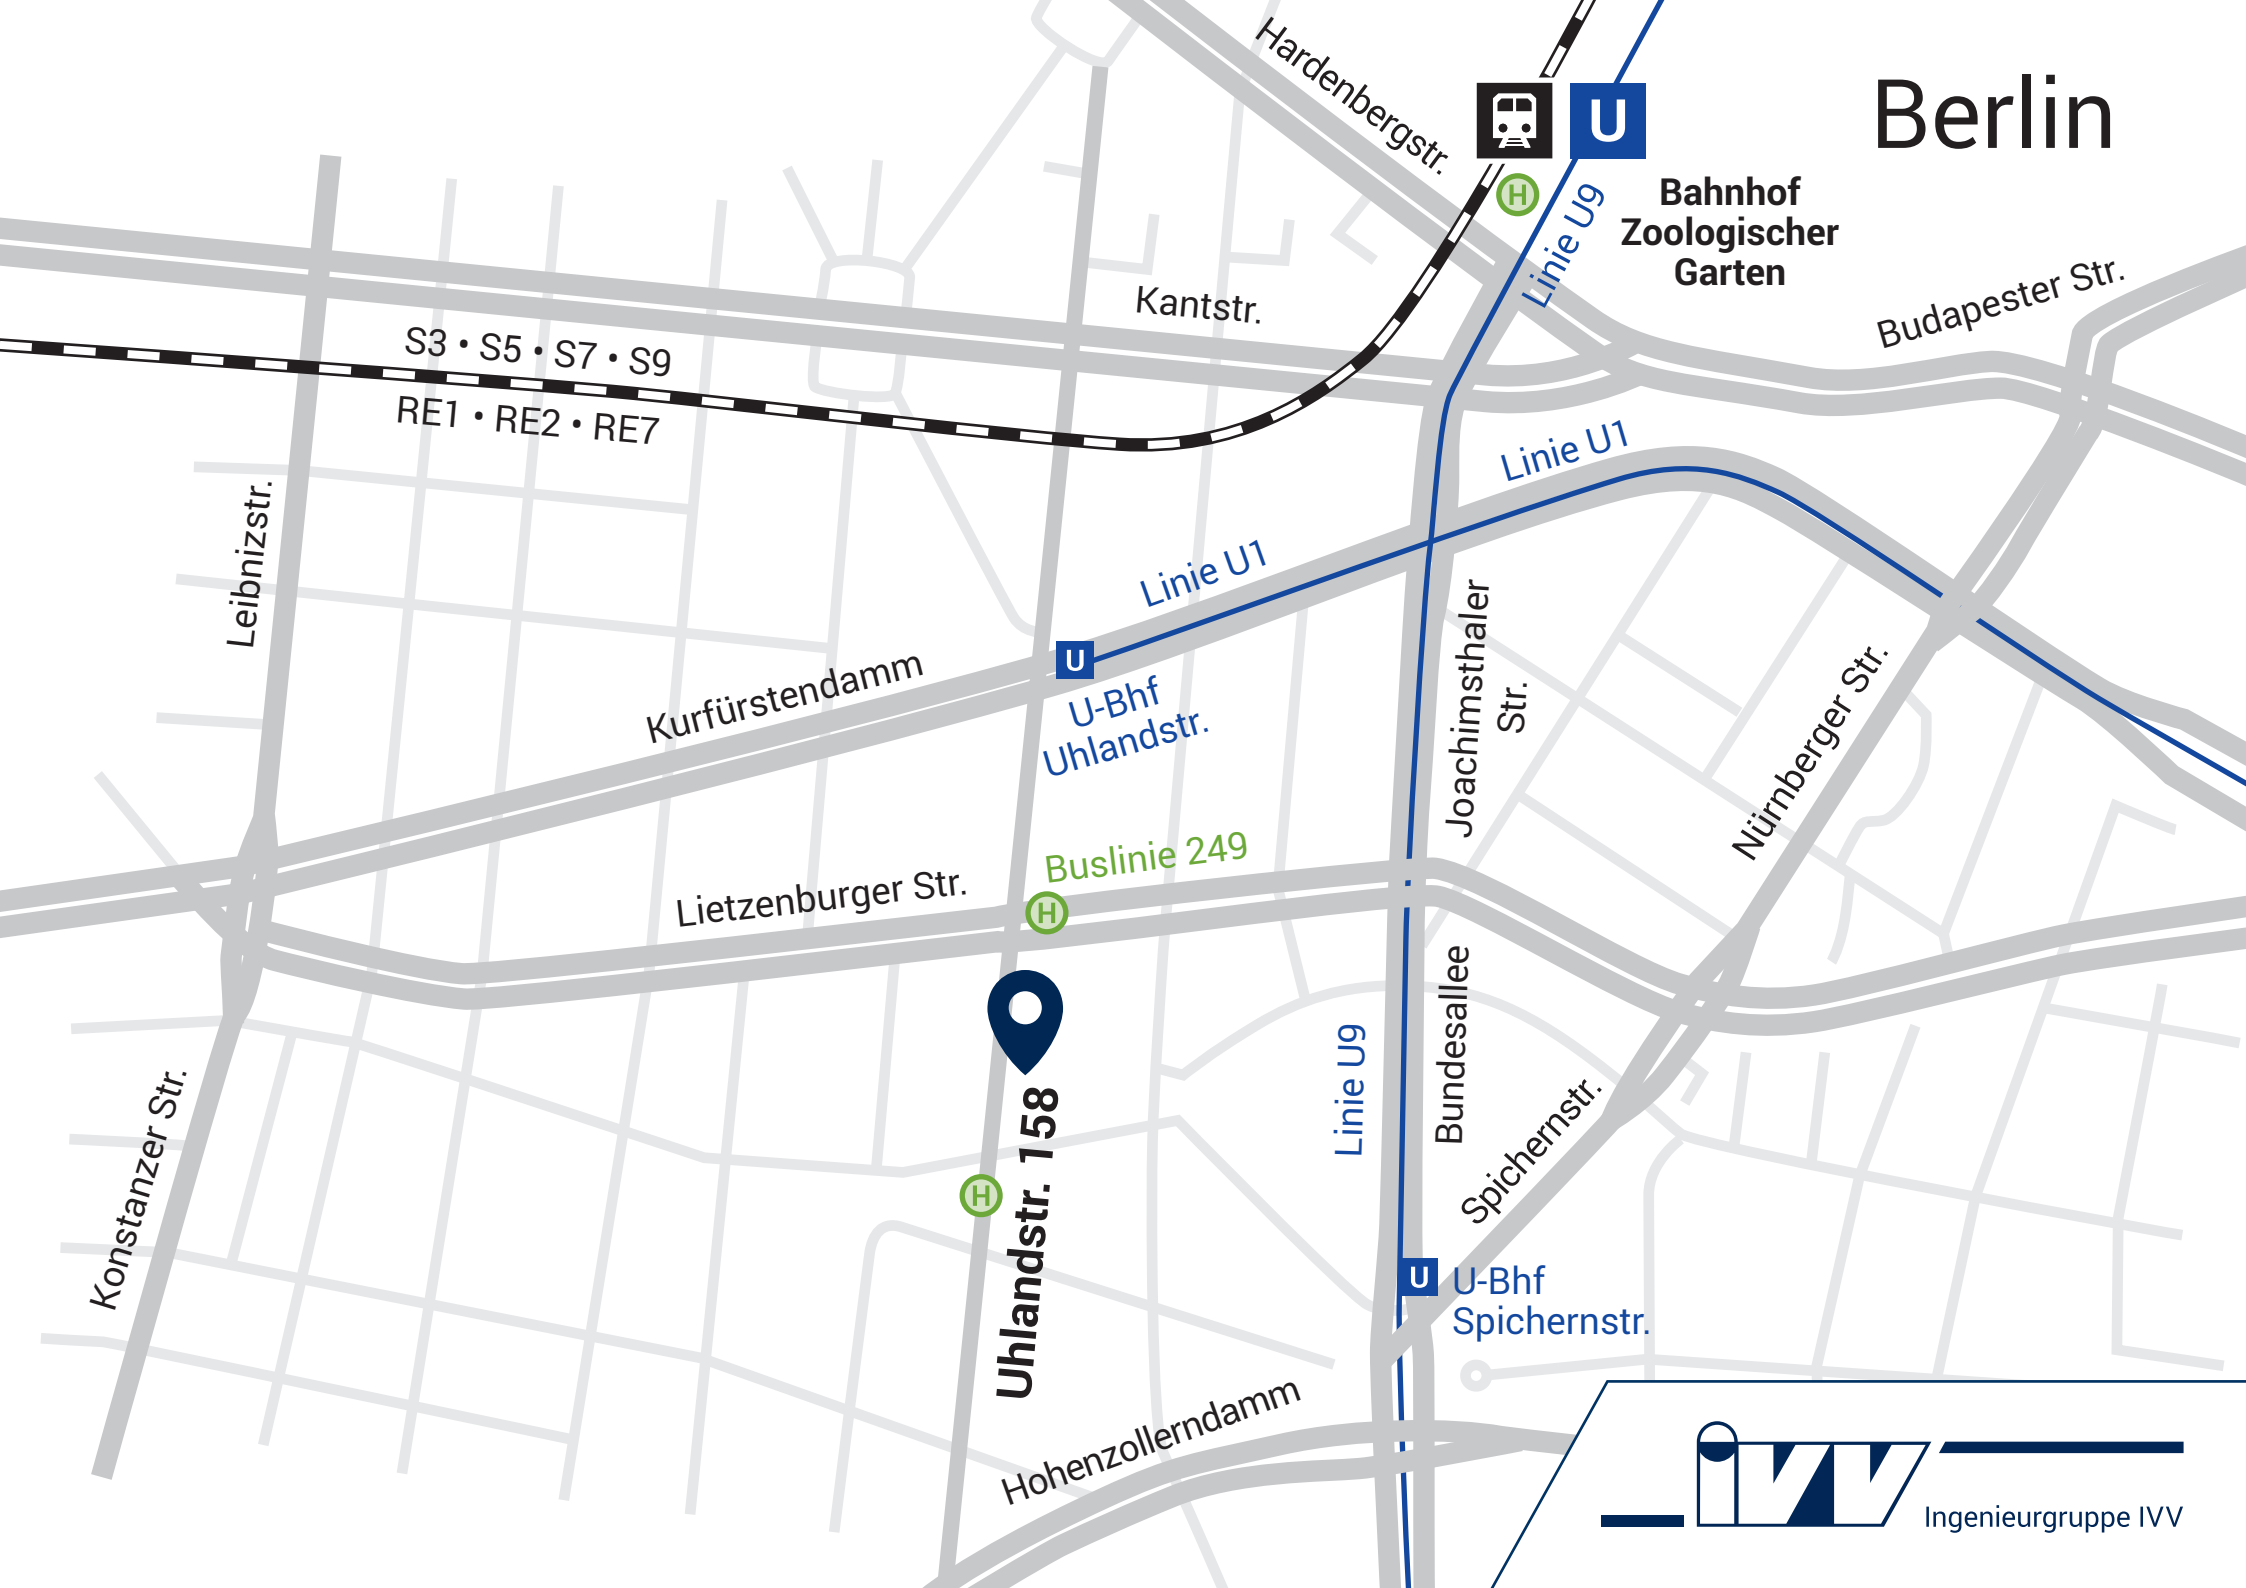 Berlin
Hardenbergstr.
U
H
Bahnhof
Zoologischer
Garten
Linie U9
Budapester Str.
Kantstr.
S3 • S5 • S7 • S9
RE1 • RE2 • RE7
Linie U1
Linie U1
Leibnizstr.
Kurfürstendamm
U
U-Bhf
Uhlandstr.
Joachimsthaler
Str.
Nürnberger Str.
Buslinie 249
Lietzenburger Str.
H
Bundesallee
Linie U9
Konstanzer Str.
Uhlandstr. 158
H
Spichernstr.
U
U-Bhf
Spichernstr.
Hohenzollerndamm
ivv
Ingenieurgruppe IVV